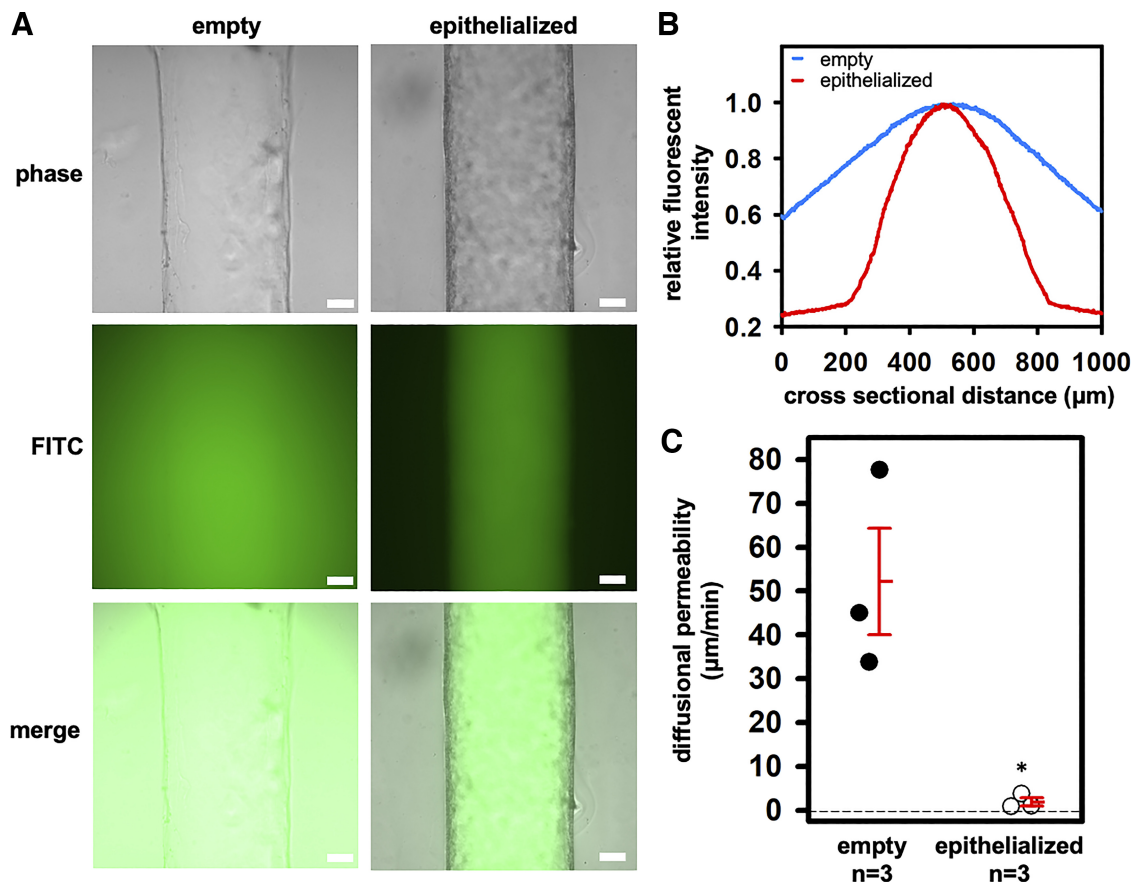 A
empty
epithelialized
phase
FITC
merge
B
empty
epithelialized
relative fluorescent
intensity
1.0
0.8
0.6
0.4
0.2
0 200 400 600 800 1000
cross sectional distance (µm)
C
diffusional permeability
(µm/min)
80
70
60
50
40
30
20
10
0
*
empty epithelialized
n=3 n=3